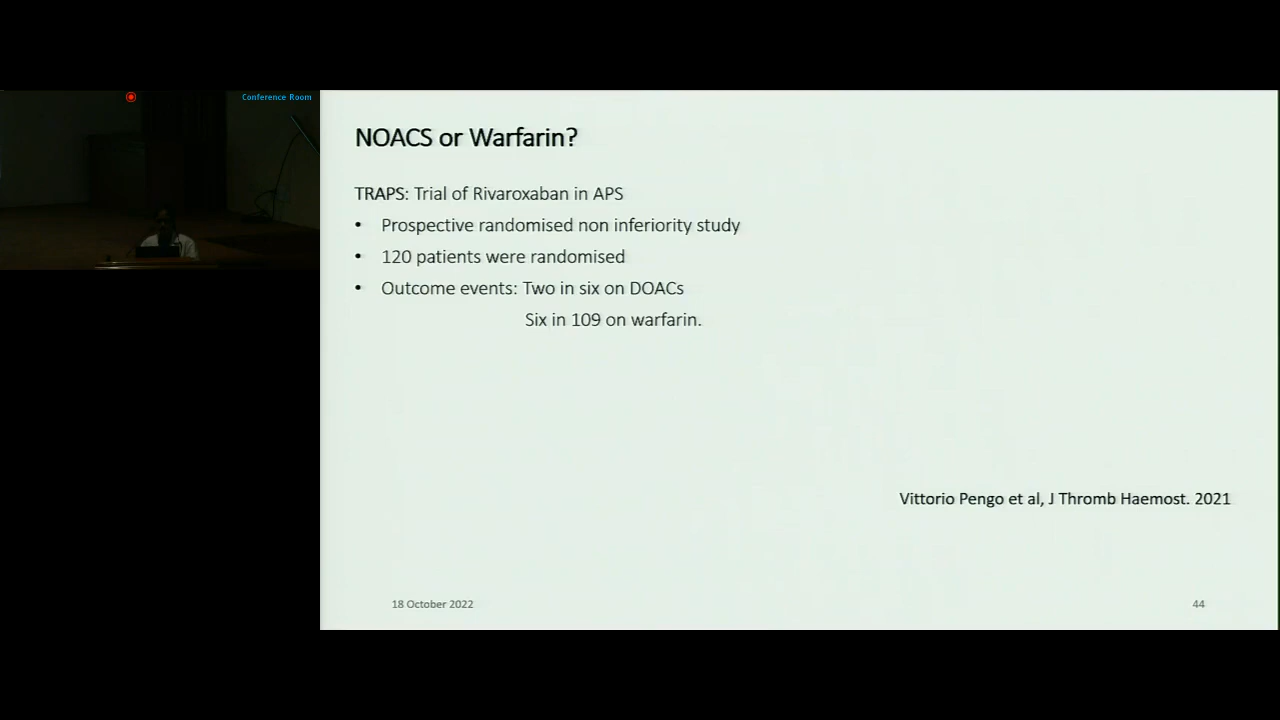 Conference Room
NOACS or Warfarin?
TRAPS: Trial of Rivaroxaban in APS
• Prospective randomised non inferiority study
• 120 patients were randomised
• Outcome events: Two in six on DOACs
Six in 109 on warfarin.
Vittorio Pengo et al, J Thromb Haemost. 2021
18 October 2022
44